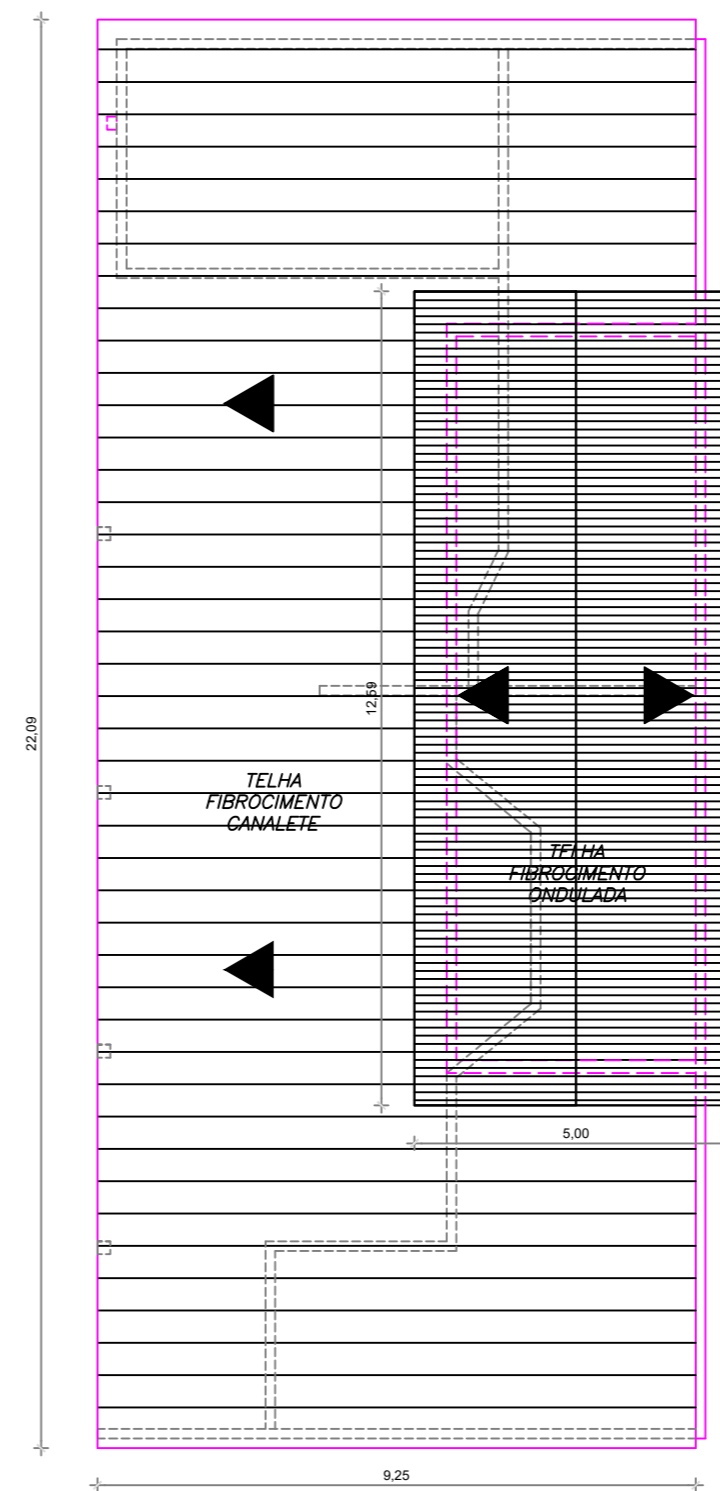 22,09
12,59
TELHA
FIBROCIMENTO
CANALETE
TELHA
FIBROCIMENTO
ONDULADA
5,00
9,25